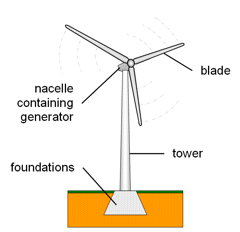 blade
nacelle
containing
generator
tower
foundations